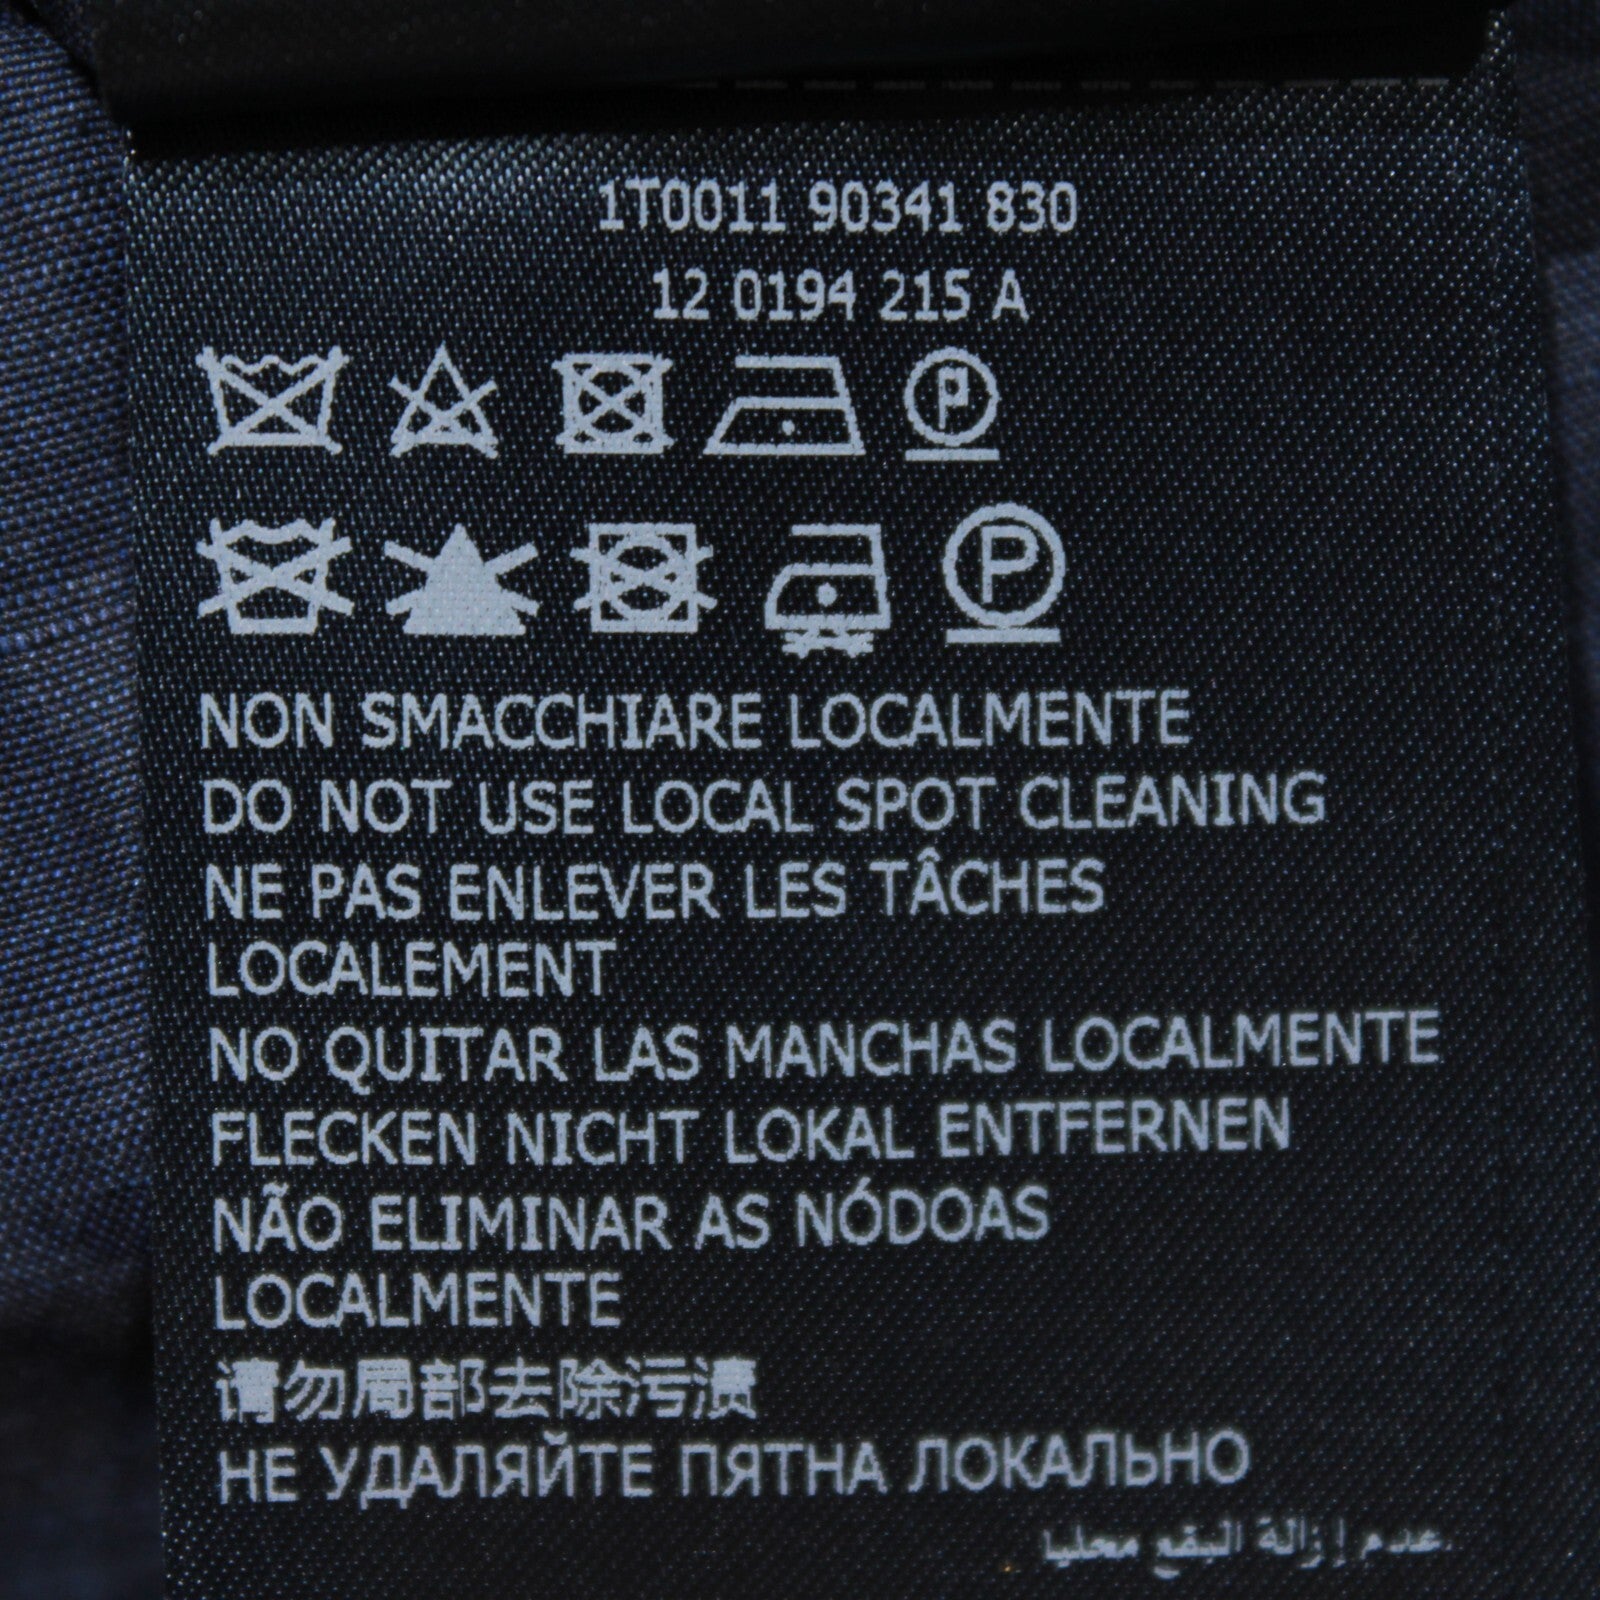 1T0011 90341 830
12 0194 215 A
P
P
NON SMACCHIARE LOCALMENTE
DO NOT USE LOCAL SPOT CLEANING
NE PAS ENLEVER LES TÂCHES
LOCALEMENT
NO QUITAR LAS MANCHAS LOCALMENTE
FLECKEN NICHT LOKAL ENTFERNEN
NÃO ELIMINAR AS NÓDOAS
LOCALMENTE
请勿局部去除污渍
НЕ УДАЛЯЙТЕ ПЯТНА ЛОКАЛЬНО
عدم إزالة البقع محليا.